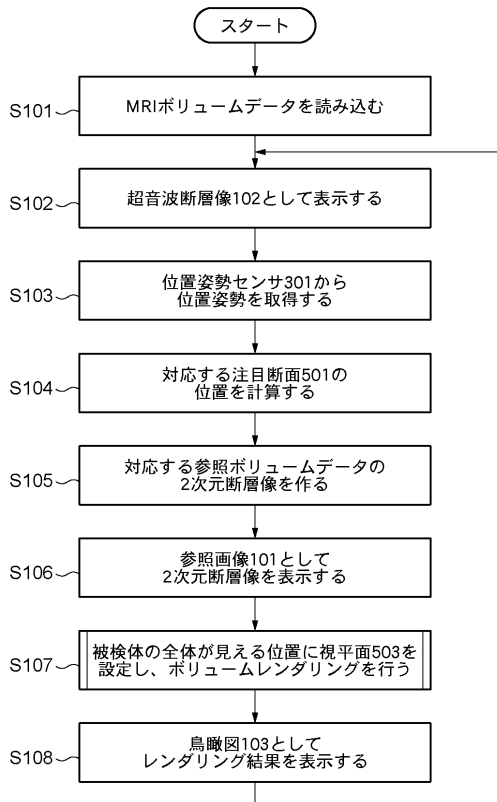 スタート
S101
MRIボリュームデータを読み込む
S102
超音波断層像102として表示する
S103
位置姿勢センサ301から
位置姿勢を取得する
S104
対応する注目断面501の
位置を計算する
S105
対応する参照ボリュームデータの
2次元断層像を作る
S106
参照画像101として
2次元断層像を表示する
S107
被検体の全体が見える位置に視平面503を
設定し、ボリュームレンダリングを行う
S108
鳥瞰図103として
レンダリング結果を表示する